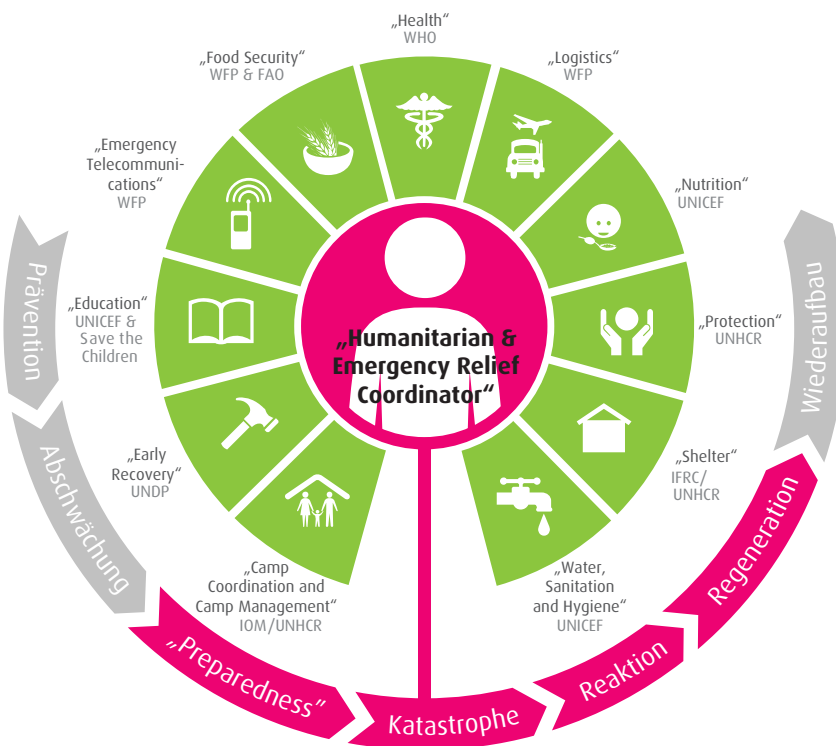 „Health“
WHO
„Logistics“
WFP
„Food Security“
WFP & FAO
„Emergency
Telecommuni-
cations“
WFP
„Nutrition“
UNICEF
„Education“
UNICEF &
Save the
Children
„Protection“
UNHCR
„Humanitarian &
Emergency Relief
Coordinator“
„Early
Recovery“
UNDP
„Shelter“
IFRC/
UNHCR
„Camp
Coordination and
Camp Management“
IOM/UNHCR
„Water,
Sanitation
and Hygiene“
UNICEF
Prävention
Abschwächung
„Preparedness“
Katastrophe
Reaktion
Regeneration
Wiederaufbau